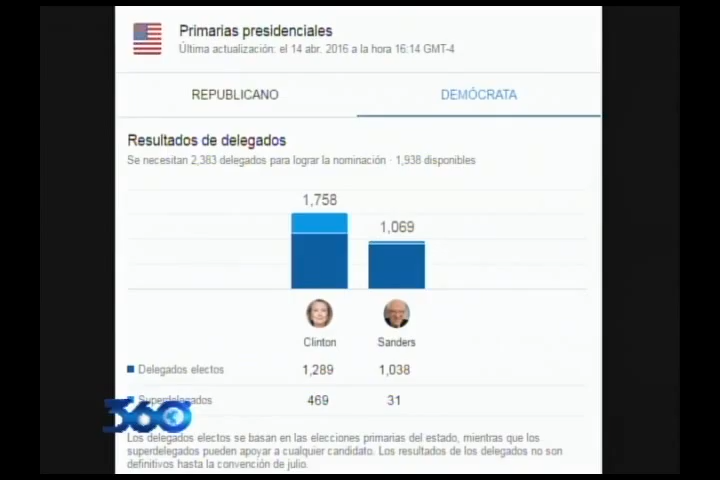 Primarias presidenciales
Última actualización: el 14 abr. 2016 a la hora 16:14 GMT-4
REPUBLICANO DEMÓCRATA
Resultados de delegados
Se necesitan 2,383 delegados para lograr la nominación · 1,938 disponibles
1,758
1,069
Clinton Sanders
Delegados electos 1,289 1,038
Superdelegados 469 31
360
Los delegados electos se basan en las elecciones primarias del estado, mientras que los
superdelegados pueden apoyar a cualquier candidato. Los resultados de los delegados no son
definitivos hasta la convención de julio.